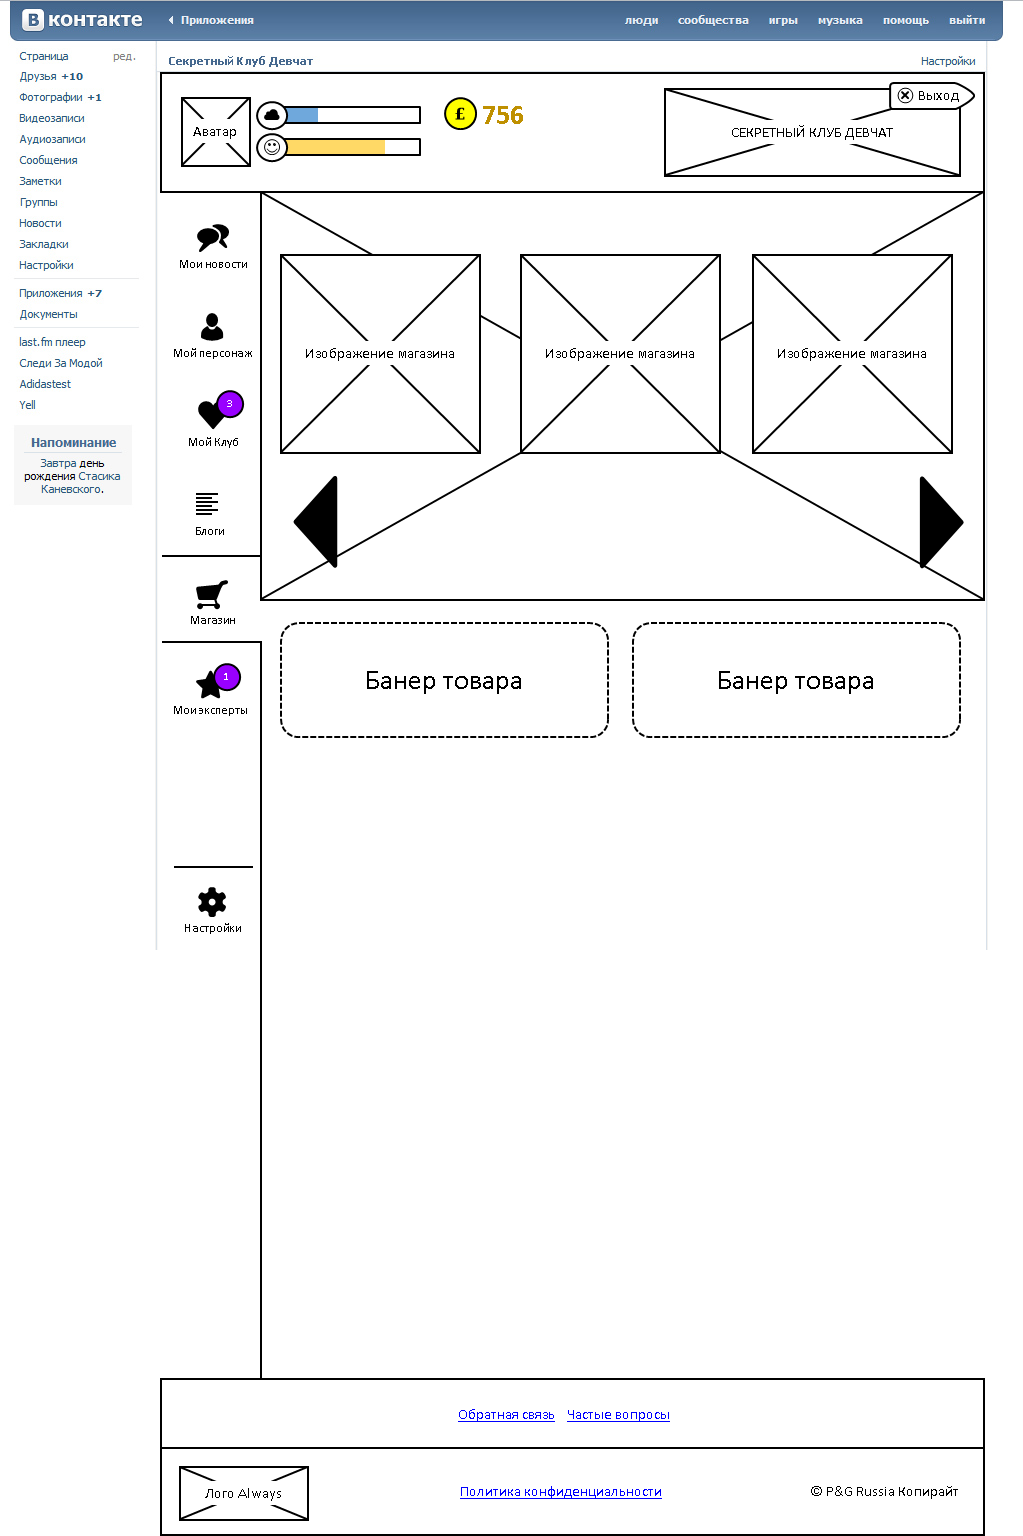 В контакте
Приложения
люди сообщества игры музыка помощь выйти
Страница ред.
Друзья +10
Фотографии +1
Видеозаписи
Аудиозаписи
Сообщения
Заметки
Группы
Новости
Закладки
Настройки
Приложения +7
Документы
last.fm плеер
Следи За Модой
Adidastest
Yell
Напоминание
Завтра день
рождения Стасика
Каневского.
Секретный Клуб Девчат
Настройки
Аватар
£ 756
Выход
СЕКРЕТНЫЙ КЛУБ ДЕВЧАТ
Мои новости
Мой персонаж
3
Мой Клуб
Блоги
Магазин
1
Мои эксперты
Настройки
Изображение магазина
Изображение магазина
Изображение магазина
Банер товара
Банер товара
Обратная связь Частые вопросы
Лого Always
Политика конфиденциальности
© P&G Russia Копирайт